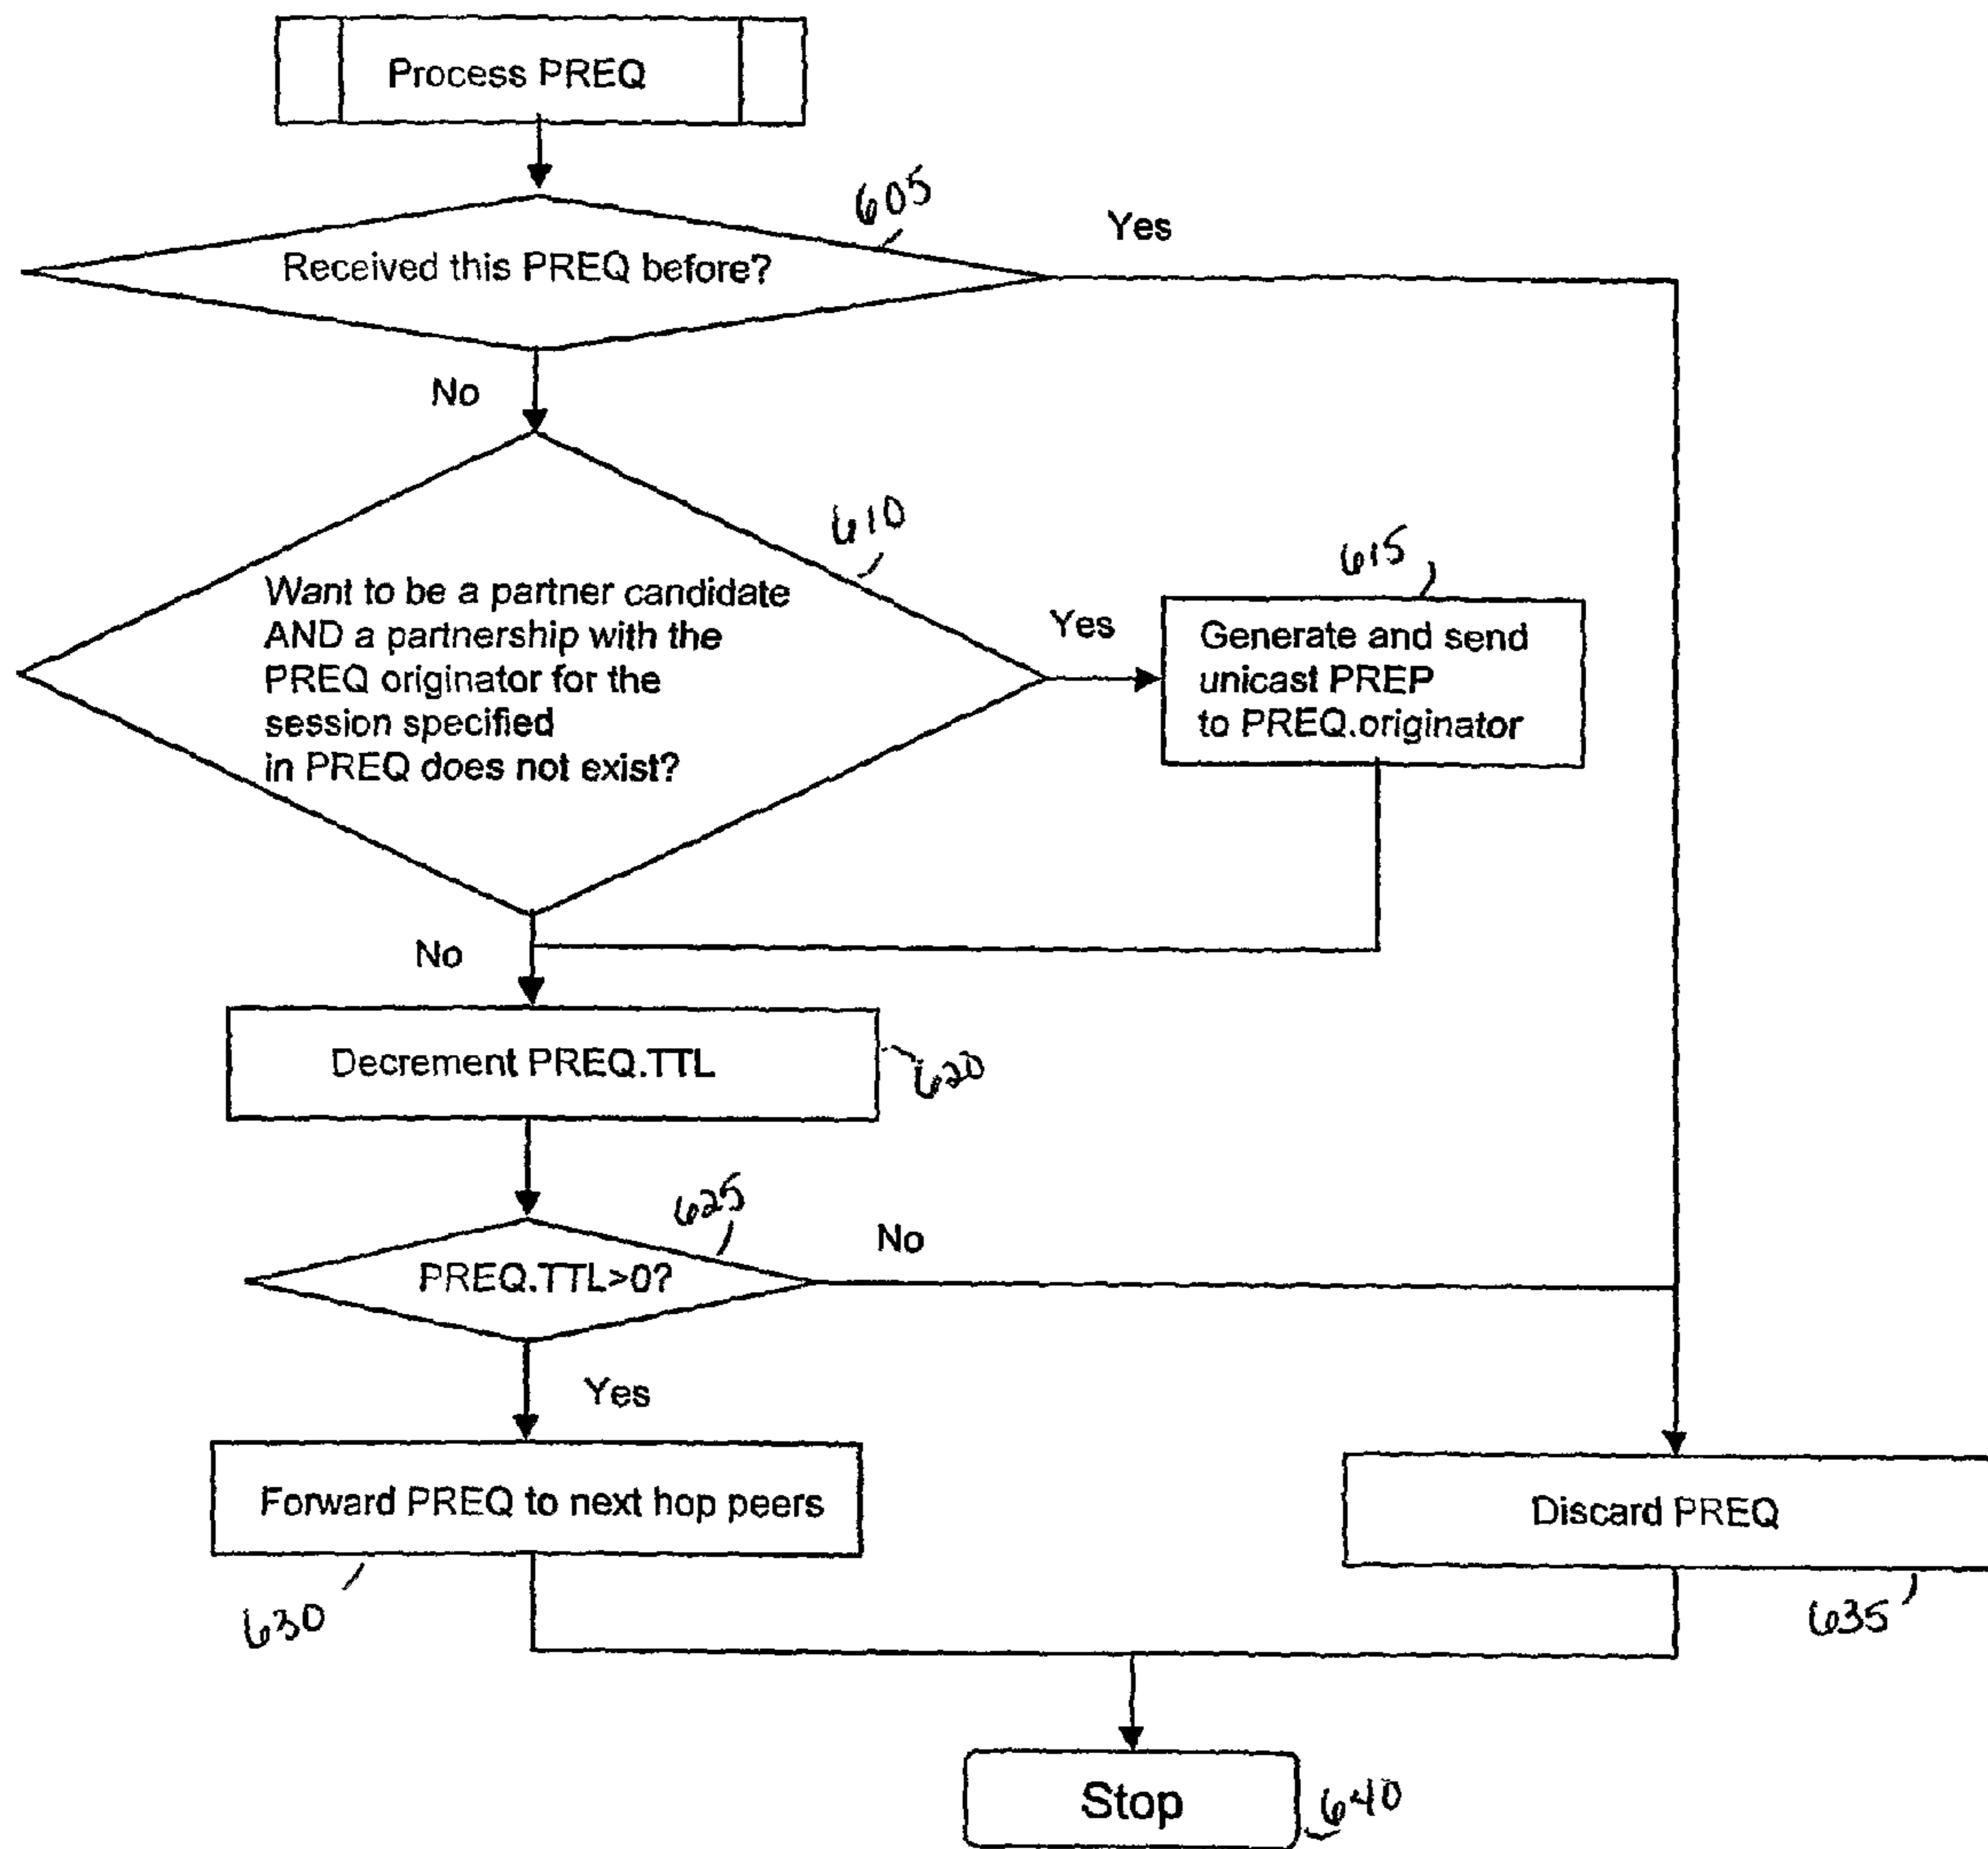 Process PREQ
605
Yes
Received this PREQ before?
No
610
Want to be a partner candidate
AND a partnership with the
PREQ originator for the
session specified
in PREQ does not exist?
Yes
615
Generate and send
unicast PREP
to PREQ.originator
No
Decrement PREQ.TTL
620
625
No
PREQ.TTL>0?
Yes
Forward PREQ to next hop peers
Discard PREQ
630
635
Stop
640